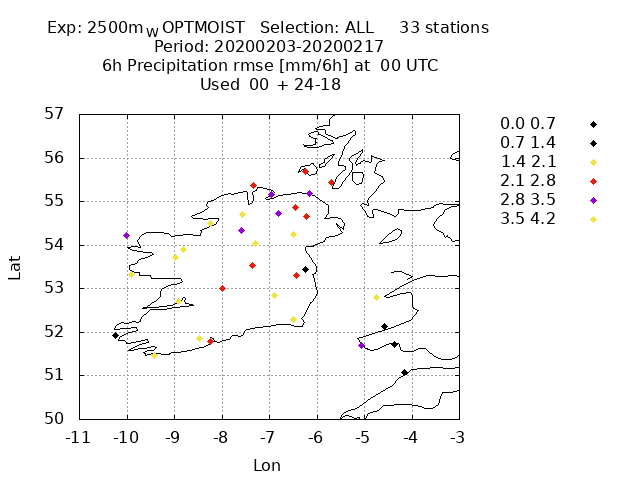 Exp: 2500mW OPTMOIST   Selection: ALL     33 stations
Period: 20200203-20200217
6h Precipitation rmse [mm/6h] at  00 UTC
Used  00 + 24-18
57
56
55
54
53
52
51
50
Lat
-11 -10 -9 -8 -7 -6 -5 -4 -3
Lon
0.0 0.7
0.7 1.4
1.4 2.1
2.1 2.8
2.8 3.5
3.5 4.2